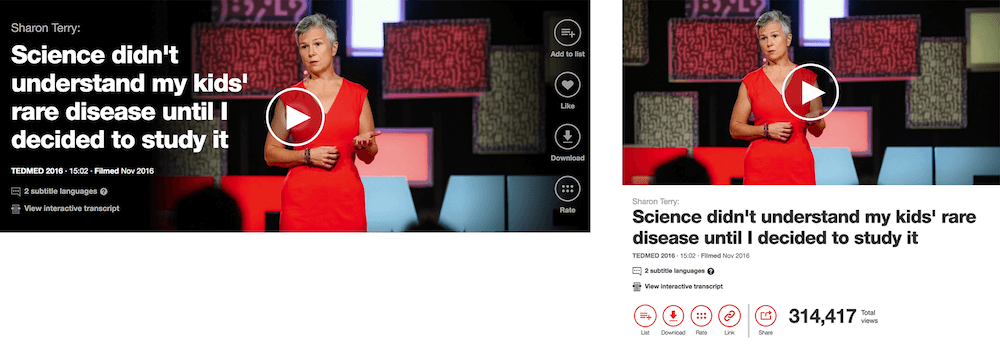 Sharon Terry:
Science didn't
understand my kids'
rare disease until I
decided to study it
TEDMED 2016 · 15:02 · Filmed Nov 2016
2 subtitle languages ?
View interactive transcript
Add to list
Like
Download
Rate
Sharon Terry:
Science didn't understand my kids' rare
disease until I decided to study it
TEDMED 2016 · 15:02 · Filmed Nov 2016
2 subtitle languages ?
View interactive transcript
List
Download
Rate
Link
Share
314,417 Total
views